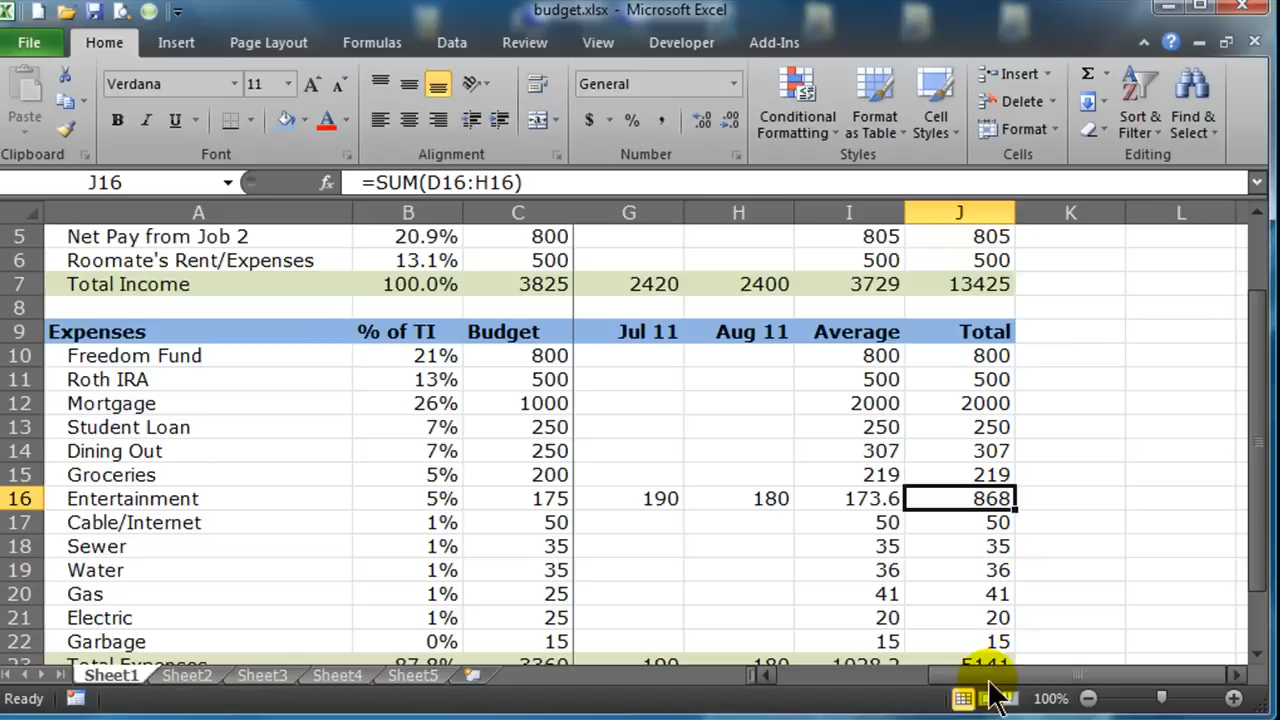 budget.xlsx - Microsoft Excel
File Home Insert Page Layout Formulas Data Review View Developer Add-Ins
Paste Verdana 11 A A General Conditional Formatting Format as Table Cell Styles Insert Σ Sort & Filter Find & Select
B I U A $ % , .00 Delete
Format
Clipboard Font Alignment Number Styles Cells Editing
J16 fx =SUM(D16:H16)
A B C G H I J K L
5 Net Pay from Job 2 20.9% 800 805 805
6 Roomate's Rent/Expenses 13.1% 500 500 500
7 Total Income 100.0% 3825 2420 2400 3729 13425
8
9 Expenses % of TI Budget Jul 11 Aug 11 Average Total
10 Freedom Fund 21% 800 800 800
11 Roth IRA 13% 500 500 500
12 Mortgage 26% 1000 2000 2000
13 Student Loan 7% 250 250 250
14 Dining Out 7% 250 307 307
15 Groceries 5% 200 219 219
16 Entertainment 5% 175 190 180 173.6 868
17 Cable/Internet 1% 50 50 50
18 Sewer 1% 35 35 35
19 Water 1% 35 36 36
20 Gas 1% 25 41 41
21 Electric 1% 25 20 20
22 Garbage 0% 15 15 15
23 Total Expenses 87.8% 3360 190 180 1028.2 5141
Sheet1 Sheet2 Sheet3 Sheet4 Sheet5
Ready 100%